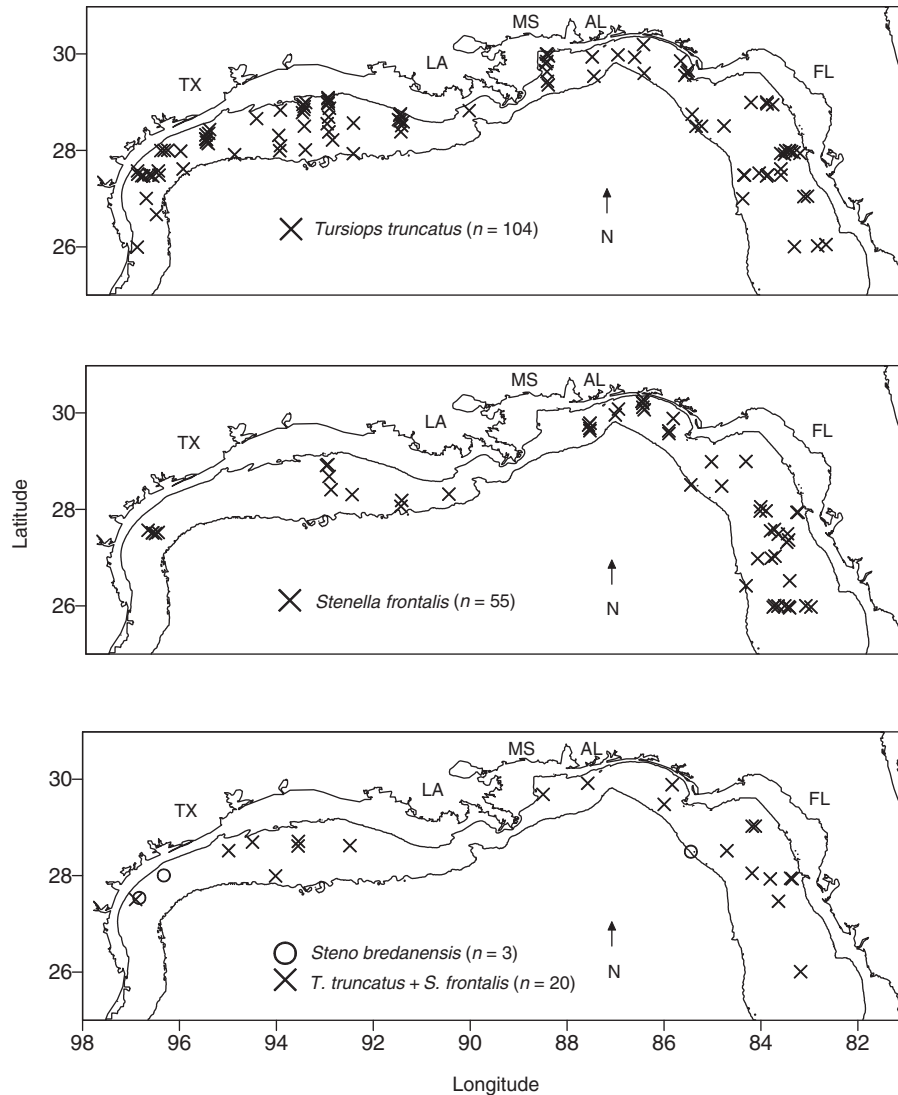 MS AL
30
LA
TX
FL
28
Tursiops truncatus (n = 104)
N
26
MS AL
30
LA
TX
FL
28
Latitude
Stenella frontalis (n = 55)
N
26
MS AL
30
LA
TX
FL
28
Steno bredanensis (n = 3)
T. truncatus + S. frontalis (n = 20)
N
26
98 96 94 92 90 88 86 84 82
Longitude